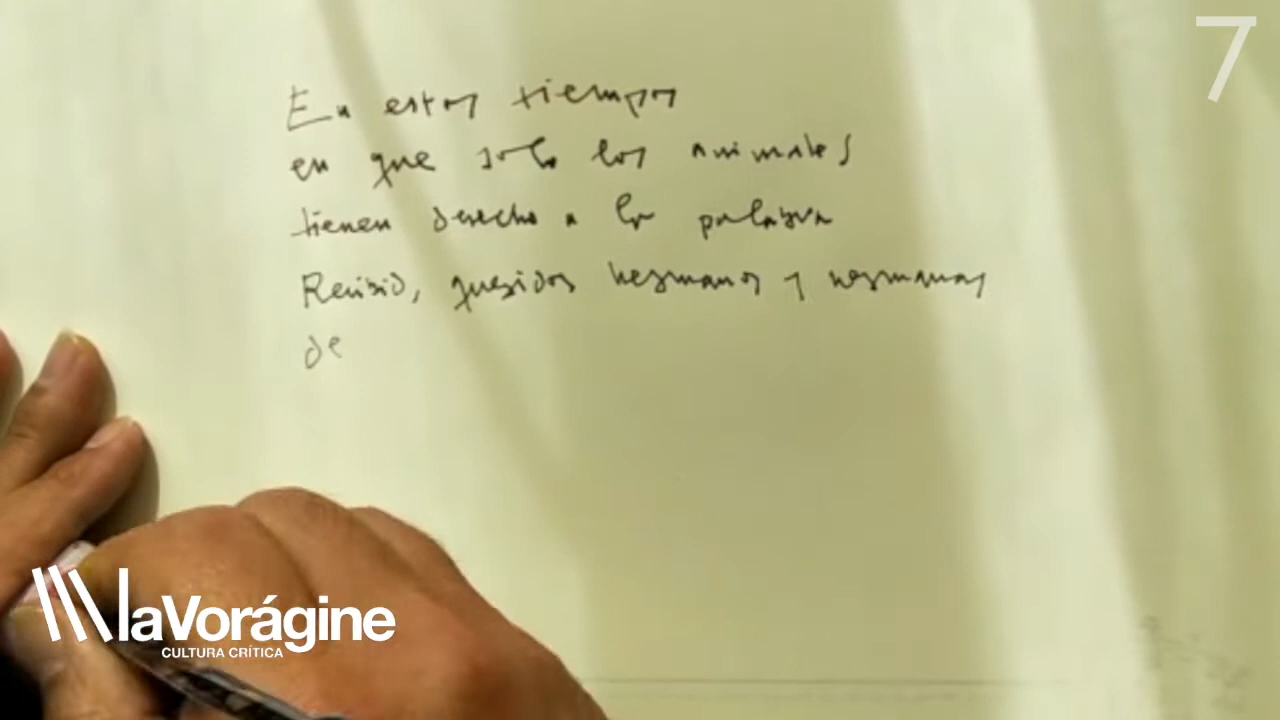 7
En estos tiempos
en que solo los animales
tienen derecho a la palabra
Recibid, queridos hermanos y hermanas
de
laVorágine
CULTURA CRÍTICA